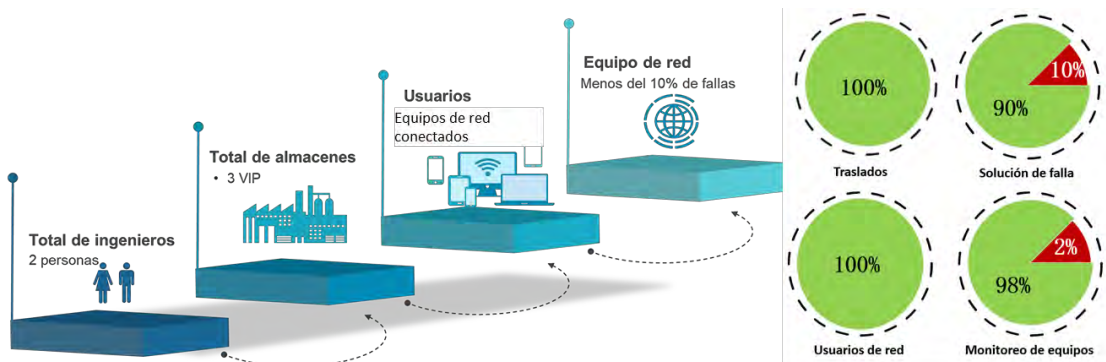 Total de ingenieros
2 personas
Total de almacenes
• 3 VIP
Usuarios
Equipos de red
conectados
Equipo de red
Menos del 10% de fallas
100%
Traslados
10%
90%
Solución de falla
100%
Usuarios de red
2%
98%
Monitoreo de equipos